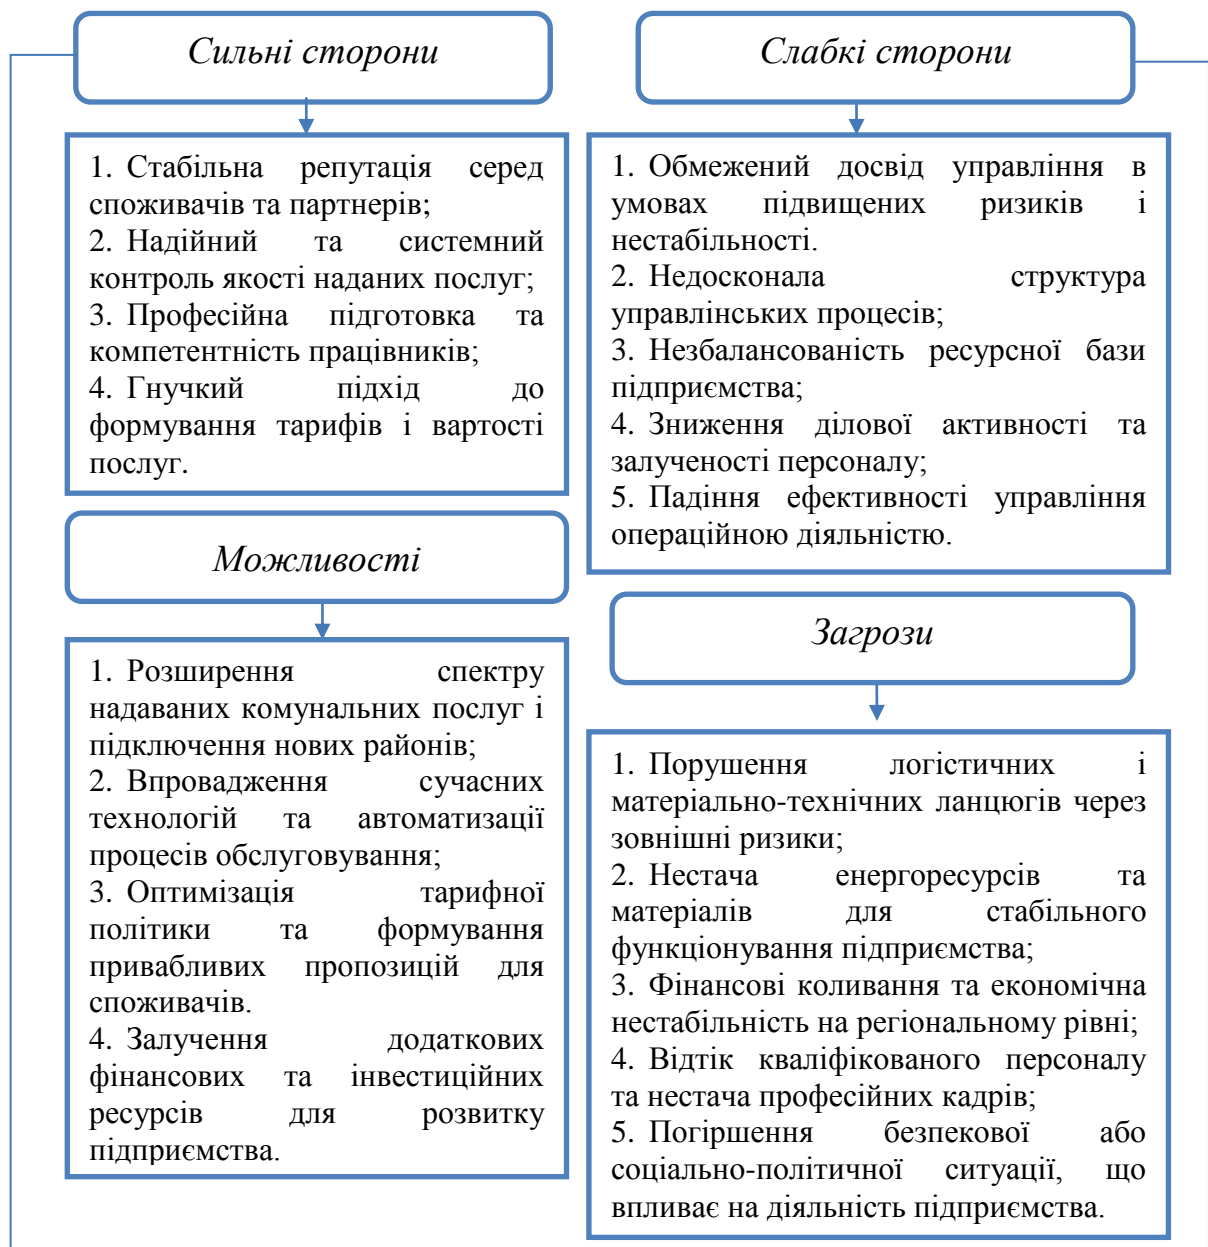 Сильні сторони
1. Стабільна репутація серед
споживачів та партнерів;
2. Надійний та системний
контроль якості наданих послуг;
3. Професійна підготовка та
компетентність працівників;
4. Гнучкий підхід до
формування тарифів і вартості
послуг.
Можливості
1. Розширення спектру
надаваних комунальних послуг і
підключення нових районів;
2. Впровадження сучасних
технологій та автоматизації
процесів обслуговування;
3. Оптимізація тарифної
політики та формування
привабливих пропозицій для
споживачів.
4. Залучення додаткових
фінансових та інвестиційних
ресурсів для розвитку
підприємства.
Слабкі сторони
1. Обмежений досвід управління в
умовах підвищених ризиків і
нестабільності.
2. Недосконала структура
управлінських процесів;
3. Незбалансованість ресурсної бази
підприємства;
4. Зниження ділової активності та
залученості персоналу;
5. Падіння ефективності управління
операційною діяльністю.
Загрози
1. Порушення логістичних і
матеріально-технічних ланцюгів через
зовнішні ризики;
2. Нестача енергоресурсів та
матеріалів для стабільного
функціонування підприємства;
3. Фінансові коливання та економічна
нестабільність на регіональному рівні;
4. Відтік кваліфікованого персоналу
та нестача професійних кадрів;
5. Погіршення безпекової або
соціально-політичної ситуації, що
впливає на діяльність підприємства.